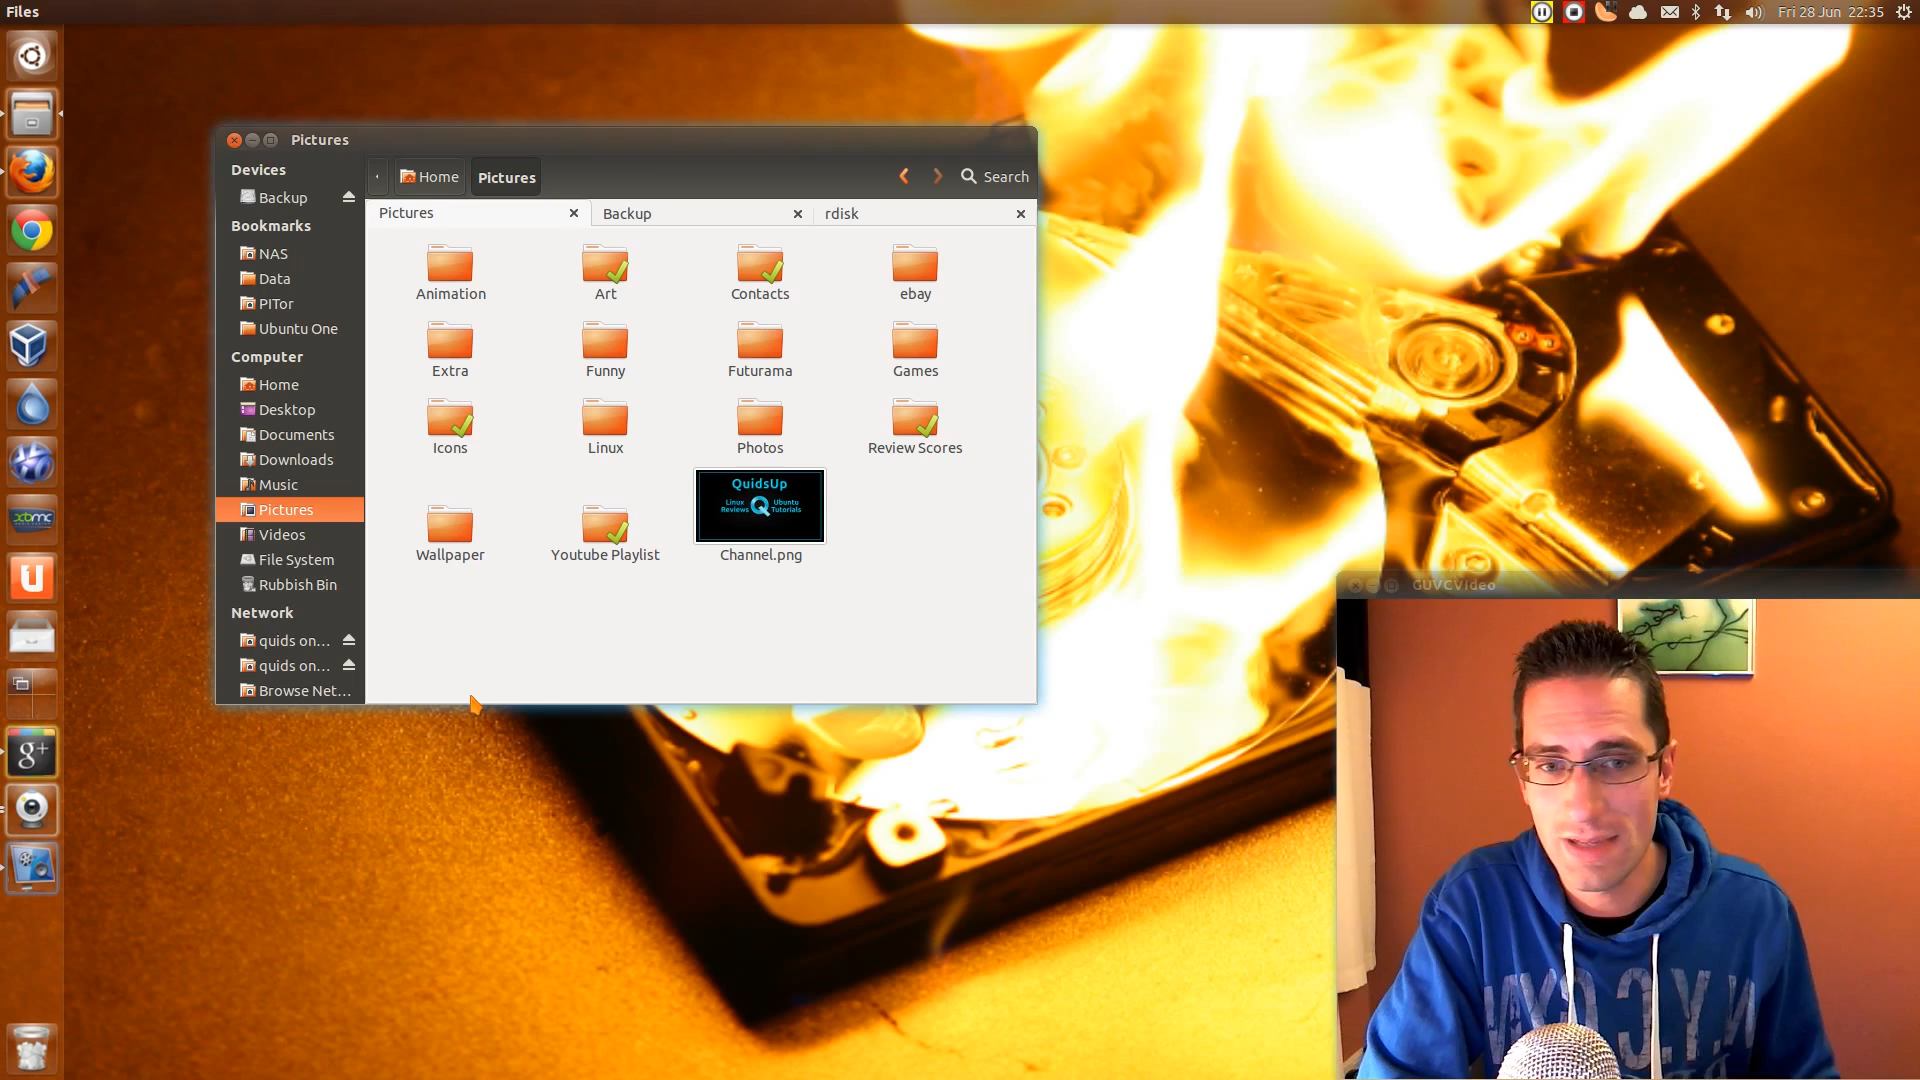 Files
Fri 28 Jun 22:35
Pictures
Devices
Backup
Bookmarks
NAS
Data
PITor
Ubuntu One
Computer
Home
Desktop
Documents
Downloads
Music
Pictures
Videos
File System
Rubbish Bin
Network
quids on...
quids on...
Browse Net...
Home
Pictures
Search
Pictures
Backup
rdisk
Animation
Art
Contacts
ebay
Extra
Funny
Futurama
Games
Icons
Linux
Photos
Review Scores
QuidsUp
Linux Ubuntu
Reviews Tutorials
Wallpaper
Youtube Playlist
Channel.png
xbmc
g+
GUVCVideo